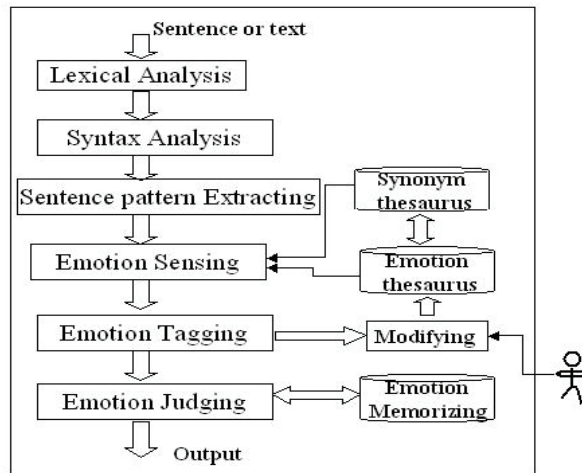 Sentence or text
Lexical Analysis
Syntax Analysis
Sentence pattern Extracting
Synonym
thesaurus
Emotion Sensing
Emotion
thesaurus
Emotion Tagging
Modifying
Emotion Judging
Emotion
Memorizing
Output